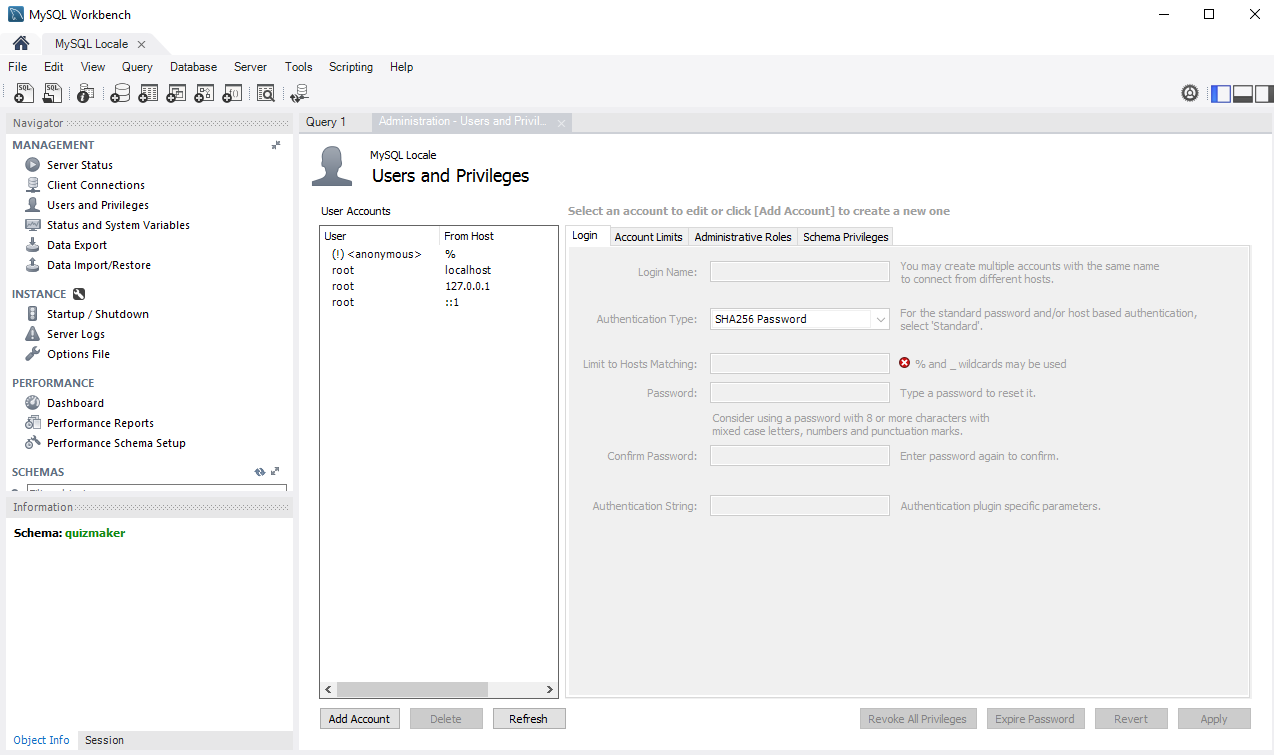 MySQL Workbench
MySQL Locale
File Edit View Query Database Server Tools Scripting Help
Navigator
MANAGEMENT
Server Status
Client Connections
Users and Privileges
Status and System Variables
Data Export
Data Import/Restore
INSTANCE
Startup / Shutdown
Server Logs
Options File
PERFORMANCE
Dashboard
Performance Reports
Performance Schema Setup
SCHEMAS
Information
Schema: quizmaker
Object Info Session
Query 1 Administration - Users and Privil...
MySQL Locale
Users and Privileges
User Accounts
User From Host
(!) <anonymous> %
root localhost
root 127.0.0.1
root ::1
Add Account Delete Refresh
Select an account to edit or click [Add Account] to create a new one
Login Account Limits Administrative Roles Schema Privileges
Login Name: You may create multiple accounts with the same name
to connect from different hosts.
Authentication Type: SHA256 Password For the standard password and/or host based authentication,
select 'Standard'.
Limit to Hosts Matching: % and _ wildcards may be used
Password: Type a password to reset it.
Consider using a password with 8 or more characters with
mixed case letters, numbers and punctuation marks.
Confirm Password: Enter password again to confirm.
Authentication String: Authentication plugin specific parameters.
Revoke All Privileges Expire Password Revert Apply